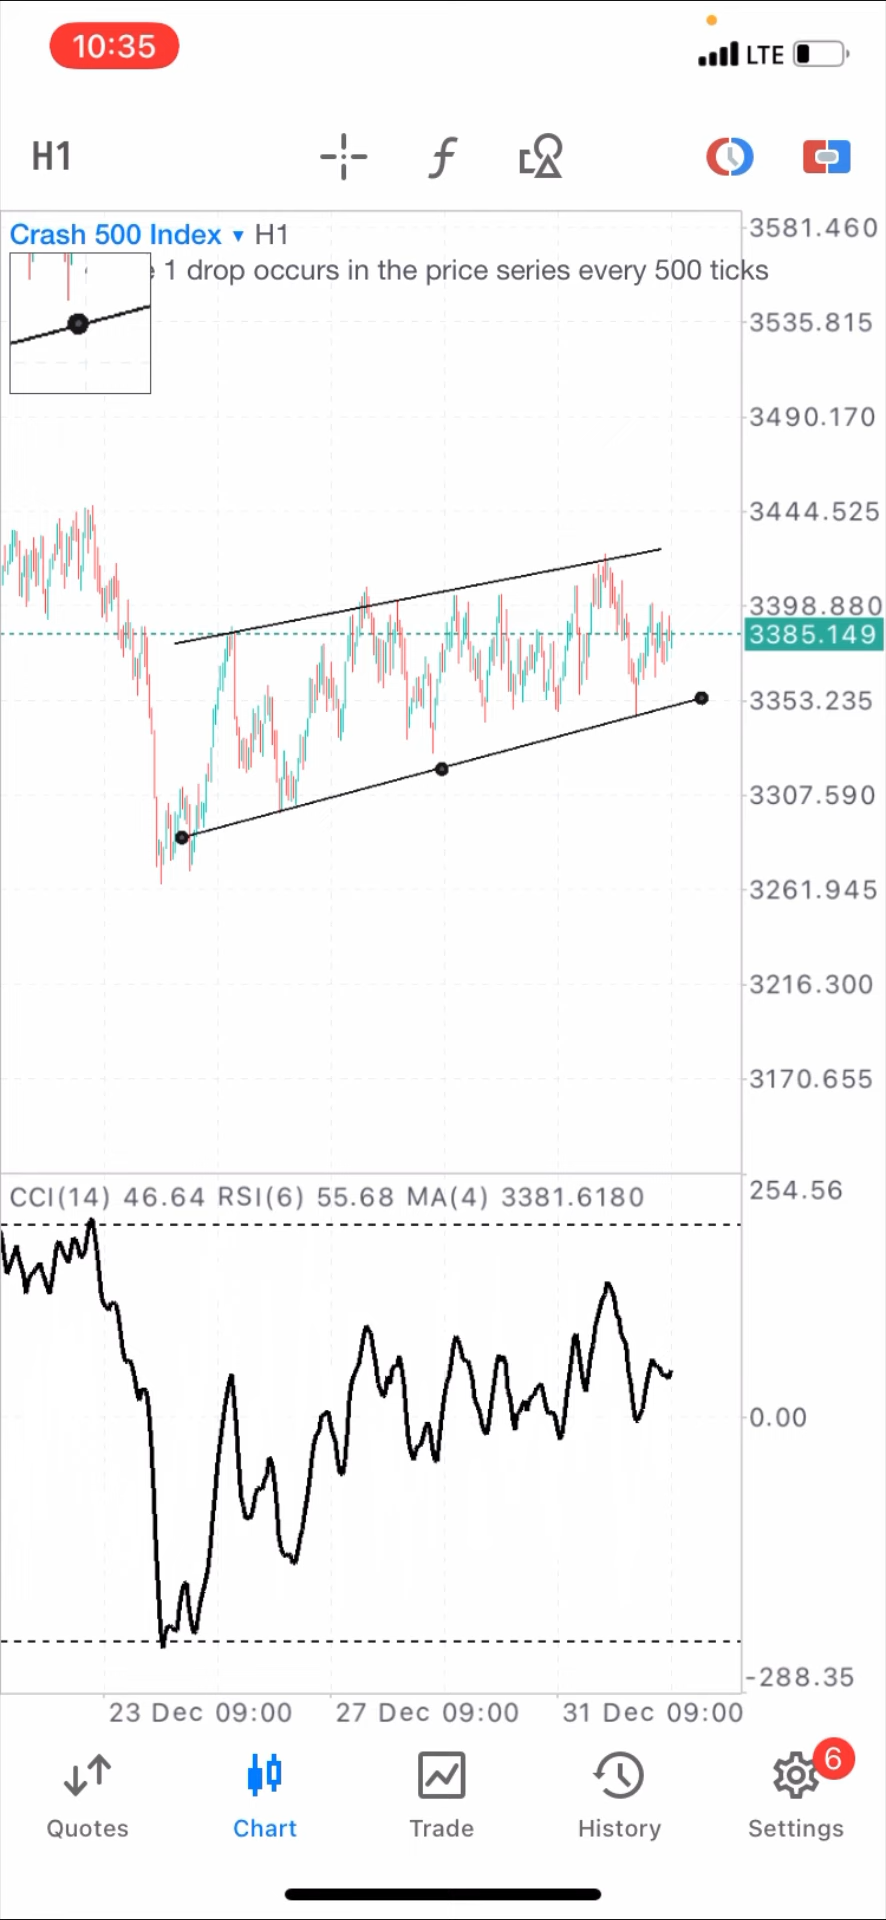 10:35
LTE
H1
Crash 500 Index ▾ H1
1 drop occurs in the price series every 500 ticks
3581.460
3535.815
3490.170
3444.525
3398.880
3385.149
3353.235
3307.590
3261.945
3216.300
3170.655
CCI(14) 46.64 RSI(6) 55.68 MA(4) 3381.6180
254.56
0.00
-288.35
23 Dec 09:00 27 Dec 09:00 31 Dec 09:00
6
Quotes Chart Trade History Settings